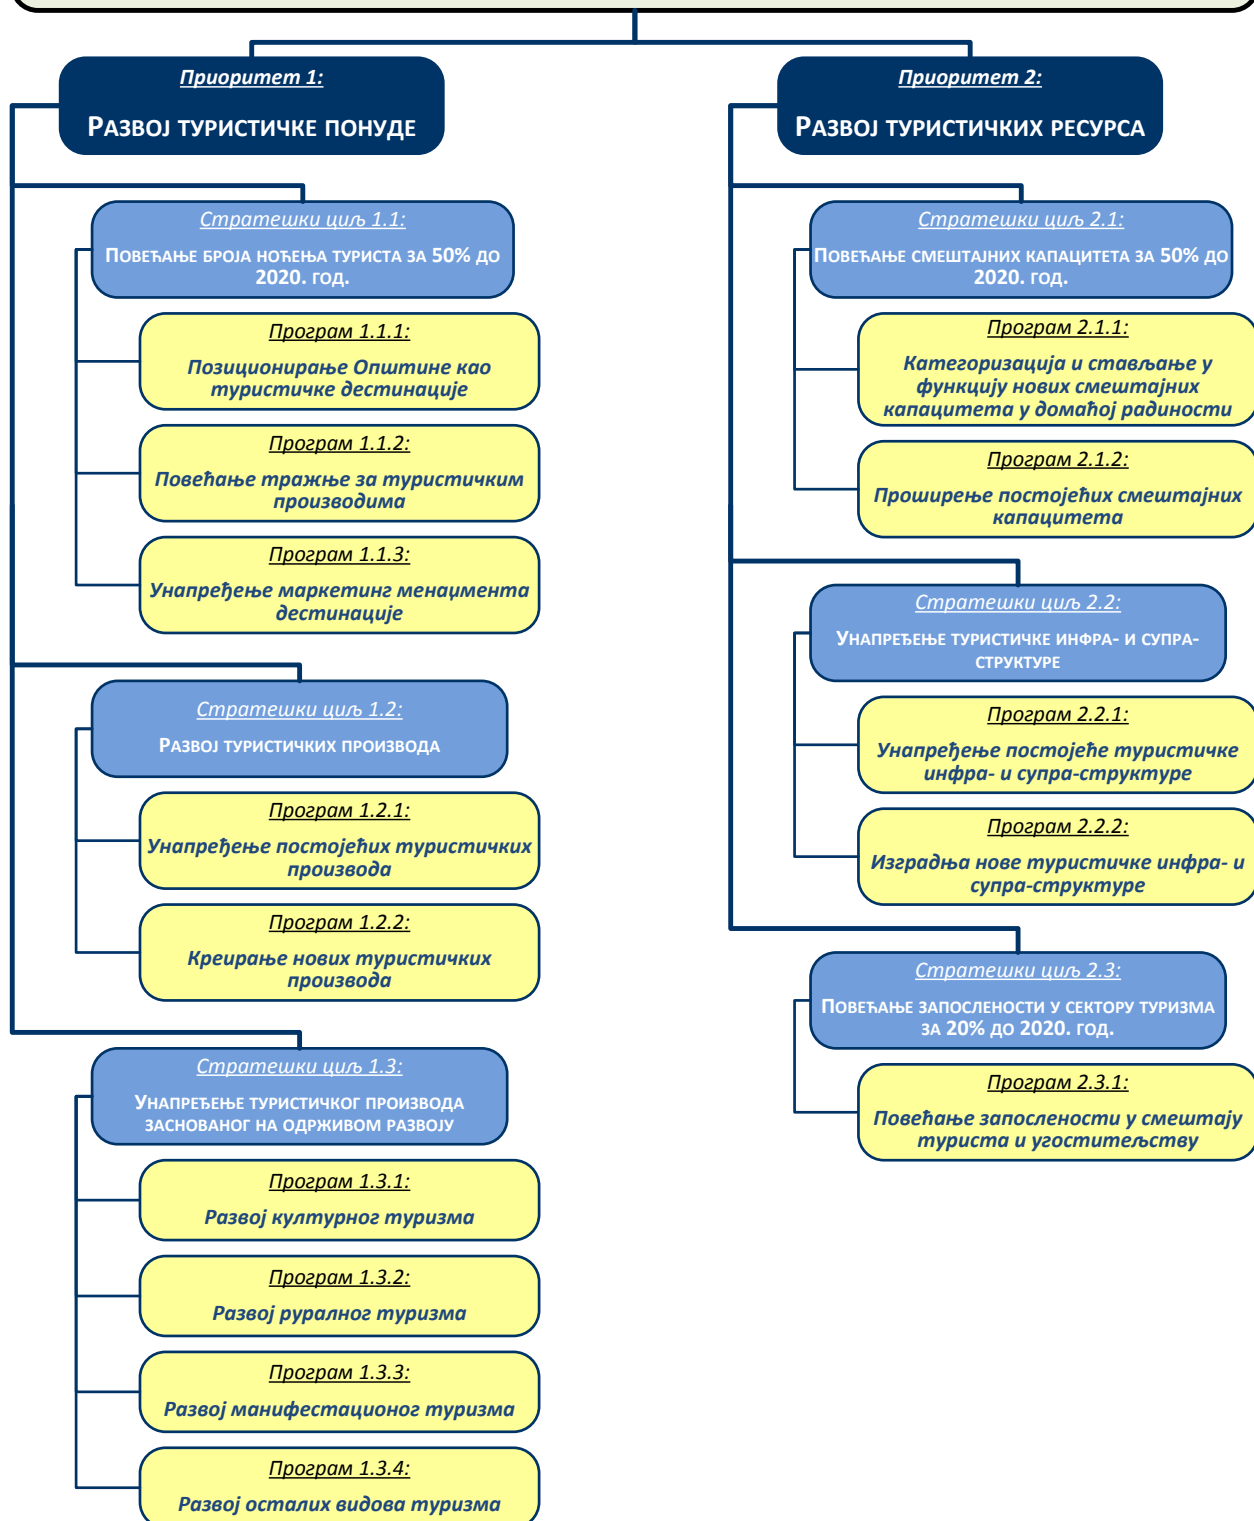 Приоритет 1:
РАЗВОЈ ТУРИСТИЧКЕ ПОНУДЕ
Стратешки циљ 1.1:
ПОВЕЋАЊЕ БРОЈА НОЋЕЊА ТУРИСТА ЗА 50% ДО
2020. ГОД.
Програм 1.1.1:
Позиционирање Општине као
туристичке дестинације
Програм 1.1.2:
Повећање тражње за туристичким
производима
Програм 1.1.3:
Унапређење маркетинг менаџмента
дестинације
Стратешки циљ 1.2:
РАЗВОЈ ТУРИСТИЧКИХ ПРОИЗВОДА
Програм 1.2.1:
Унапређење постојећих туристичких
производа
Програм 1.2.2:
Креирање нових туристичких
производа
Стратешки циљ 1.3:
УНАПРЕЂЕЊЕ ТУРИСТИЧКОГ ПРОИЗВОДА
ЗАСНОВАНОГ НА ОДРЖИВОМ РАЗВОЈУ
Програм 1.3.1:
Развој културног туризма
Програм 1.3.2:
Развој руралног туризма
Програм 1.3.3:
Развој манифестационог туризма
Програм 1.3.4:
Развој осталих видова туризма
Приоритет 2:
РАЗВОЈ ТУРИСТИЧКИХ РЕСУРСА
Стратешки циљ 2.1:
ПОВЕЋАЊЕ СМЕШТАЈНИХ КАПАЦИТЕТА ЗА 50% ДО
2020. ГОД.
Програм 2.1.1:
Категоризација и стављање у
функцију нових смештајних
капацитета у домаћој радиности
Програм 2.1.2:
Проширење постојећих смештајних
капацитета
Стратешки циљ 2.2:
УНАПРЕЂЕЊЕ ТУРИСТИЧКЕ ИНФРА- И СУПРА-
СТРУКТУРЕ
Програм 2.2.1:
Унапређење постојеће туристичке
инфра- и супра-структуре
Програм 2.2.2:
Изградња нове туристичке инфра- и
супра-структуре
Стратешки циљ 2.3:
ПОВЕЋАЊЕ ЗАПОСЛЕНОСТИ У СЕКТОРУ ТУРИЗМА
ЗА 20% ДО 2020. ГОД.
Програм 2.3.1:
Повећање запослености у смештају
туриста и угоститељству